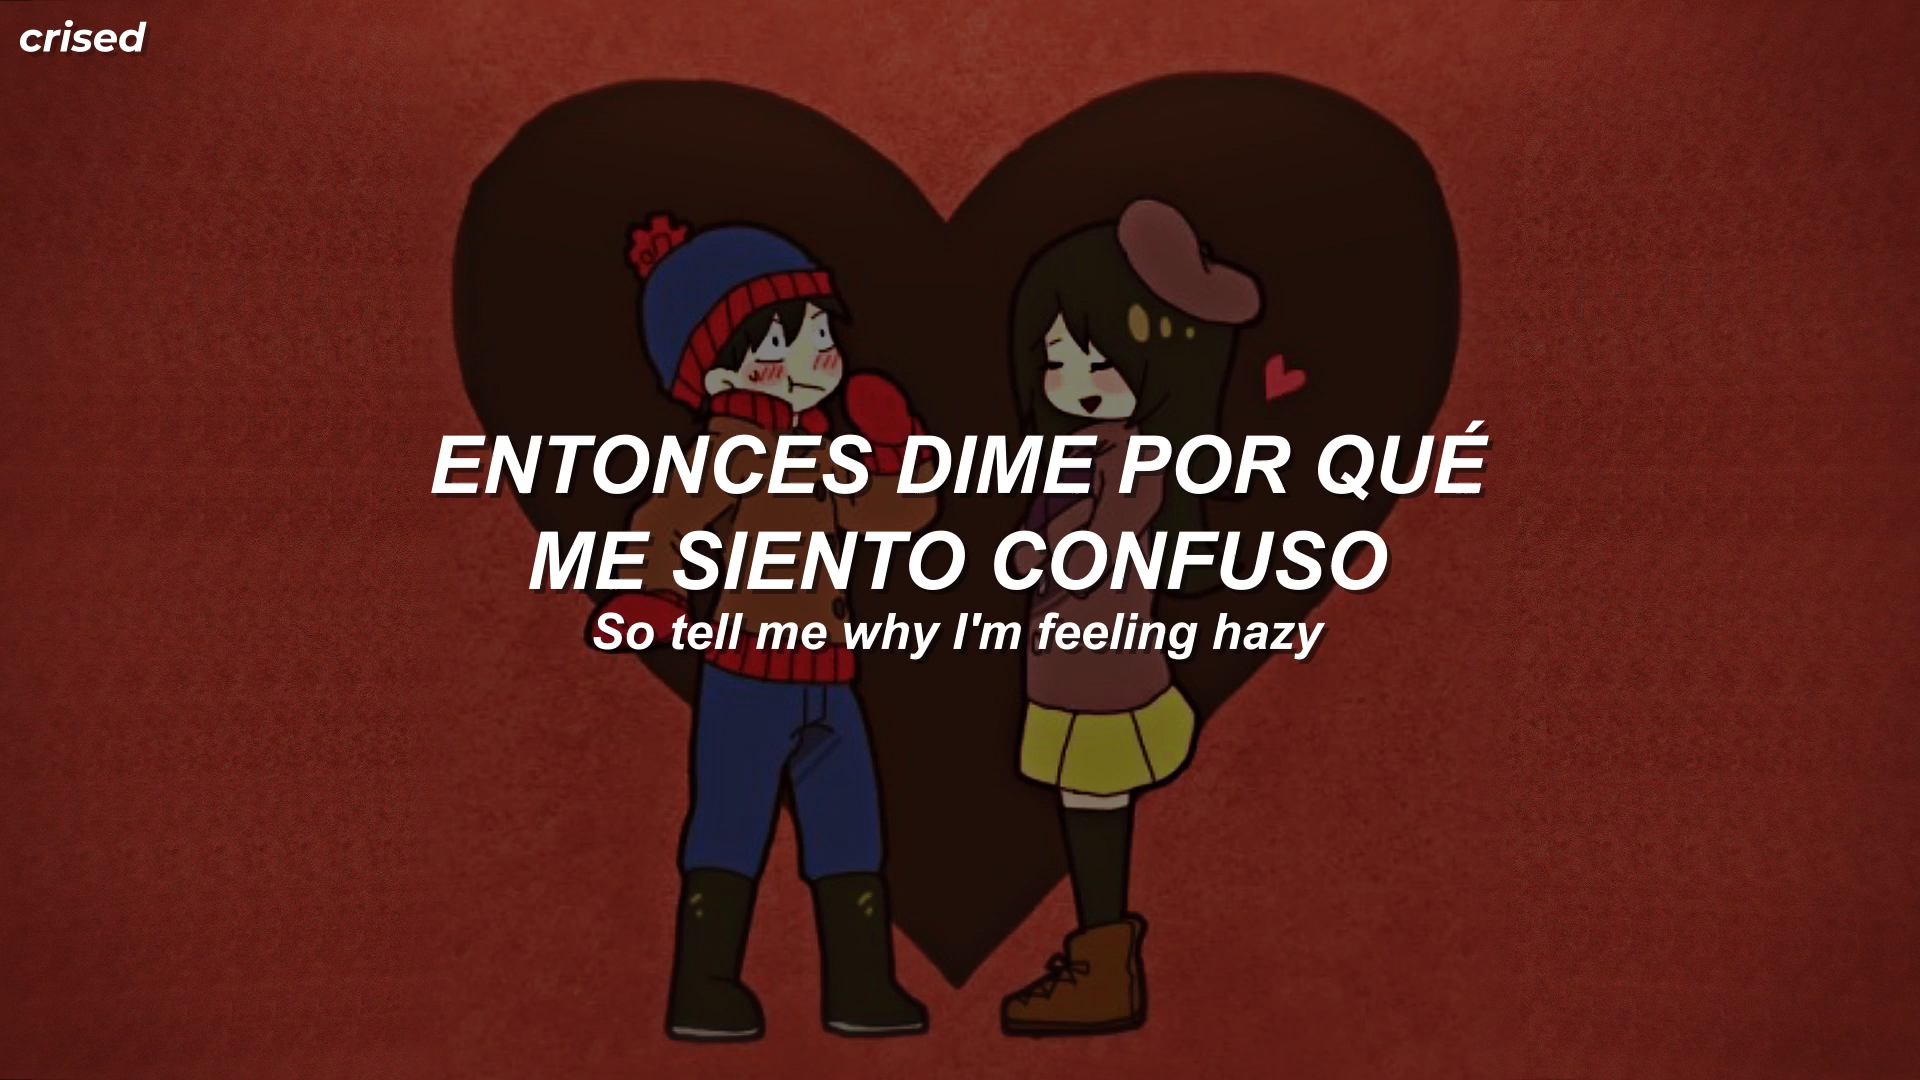 crised
ENTONCES DIME POR QUÉ
ME SIENTO CONFUSO
So tell me why I'm feeling hazy